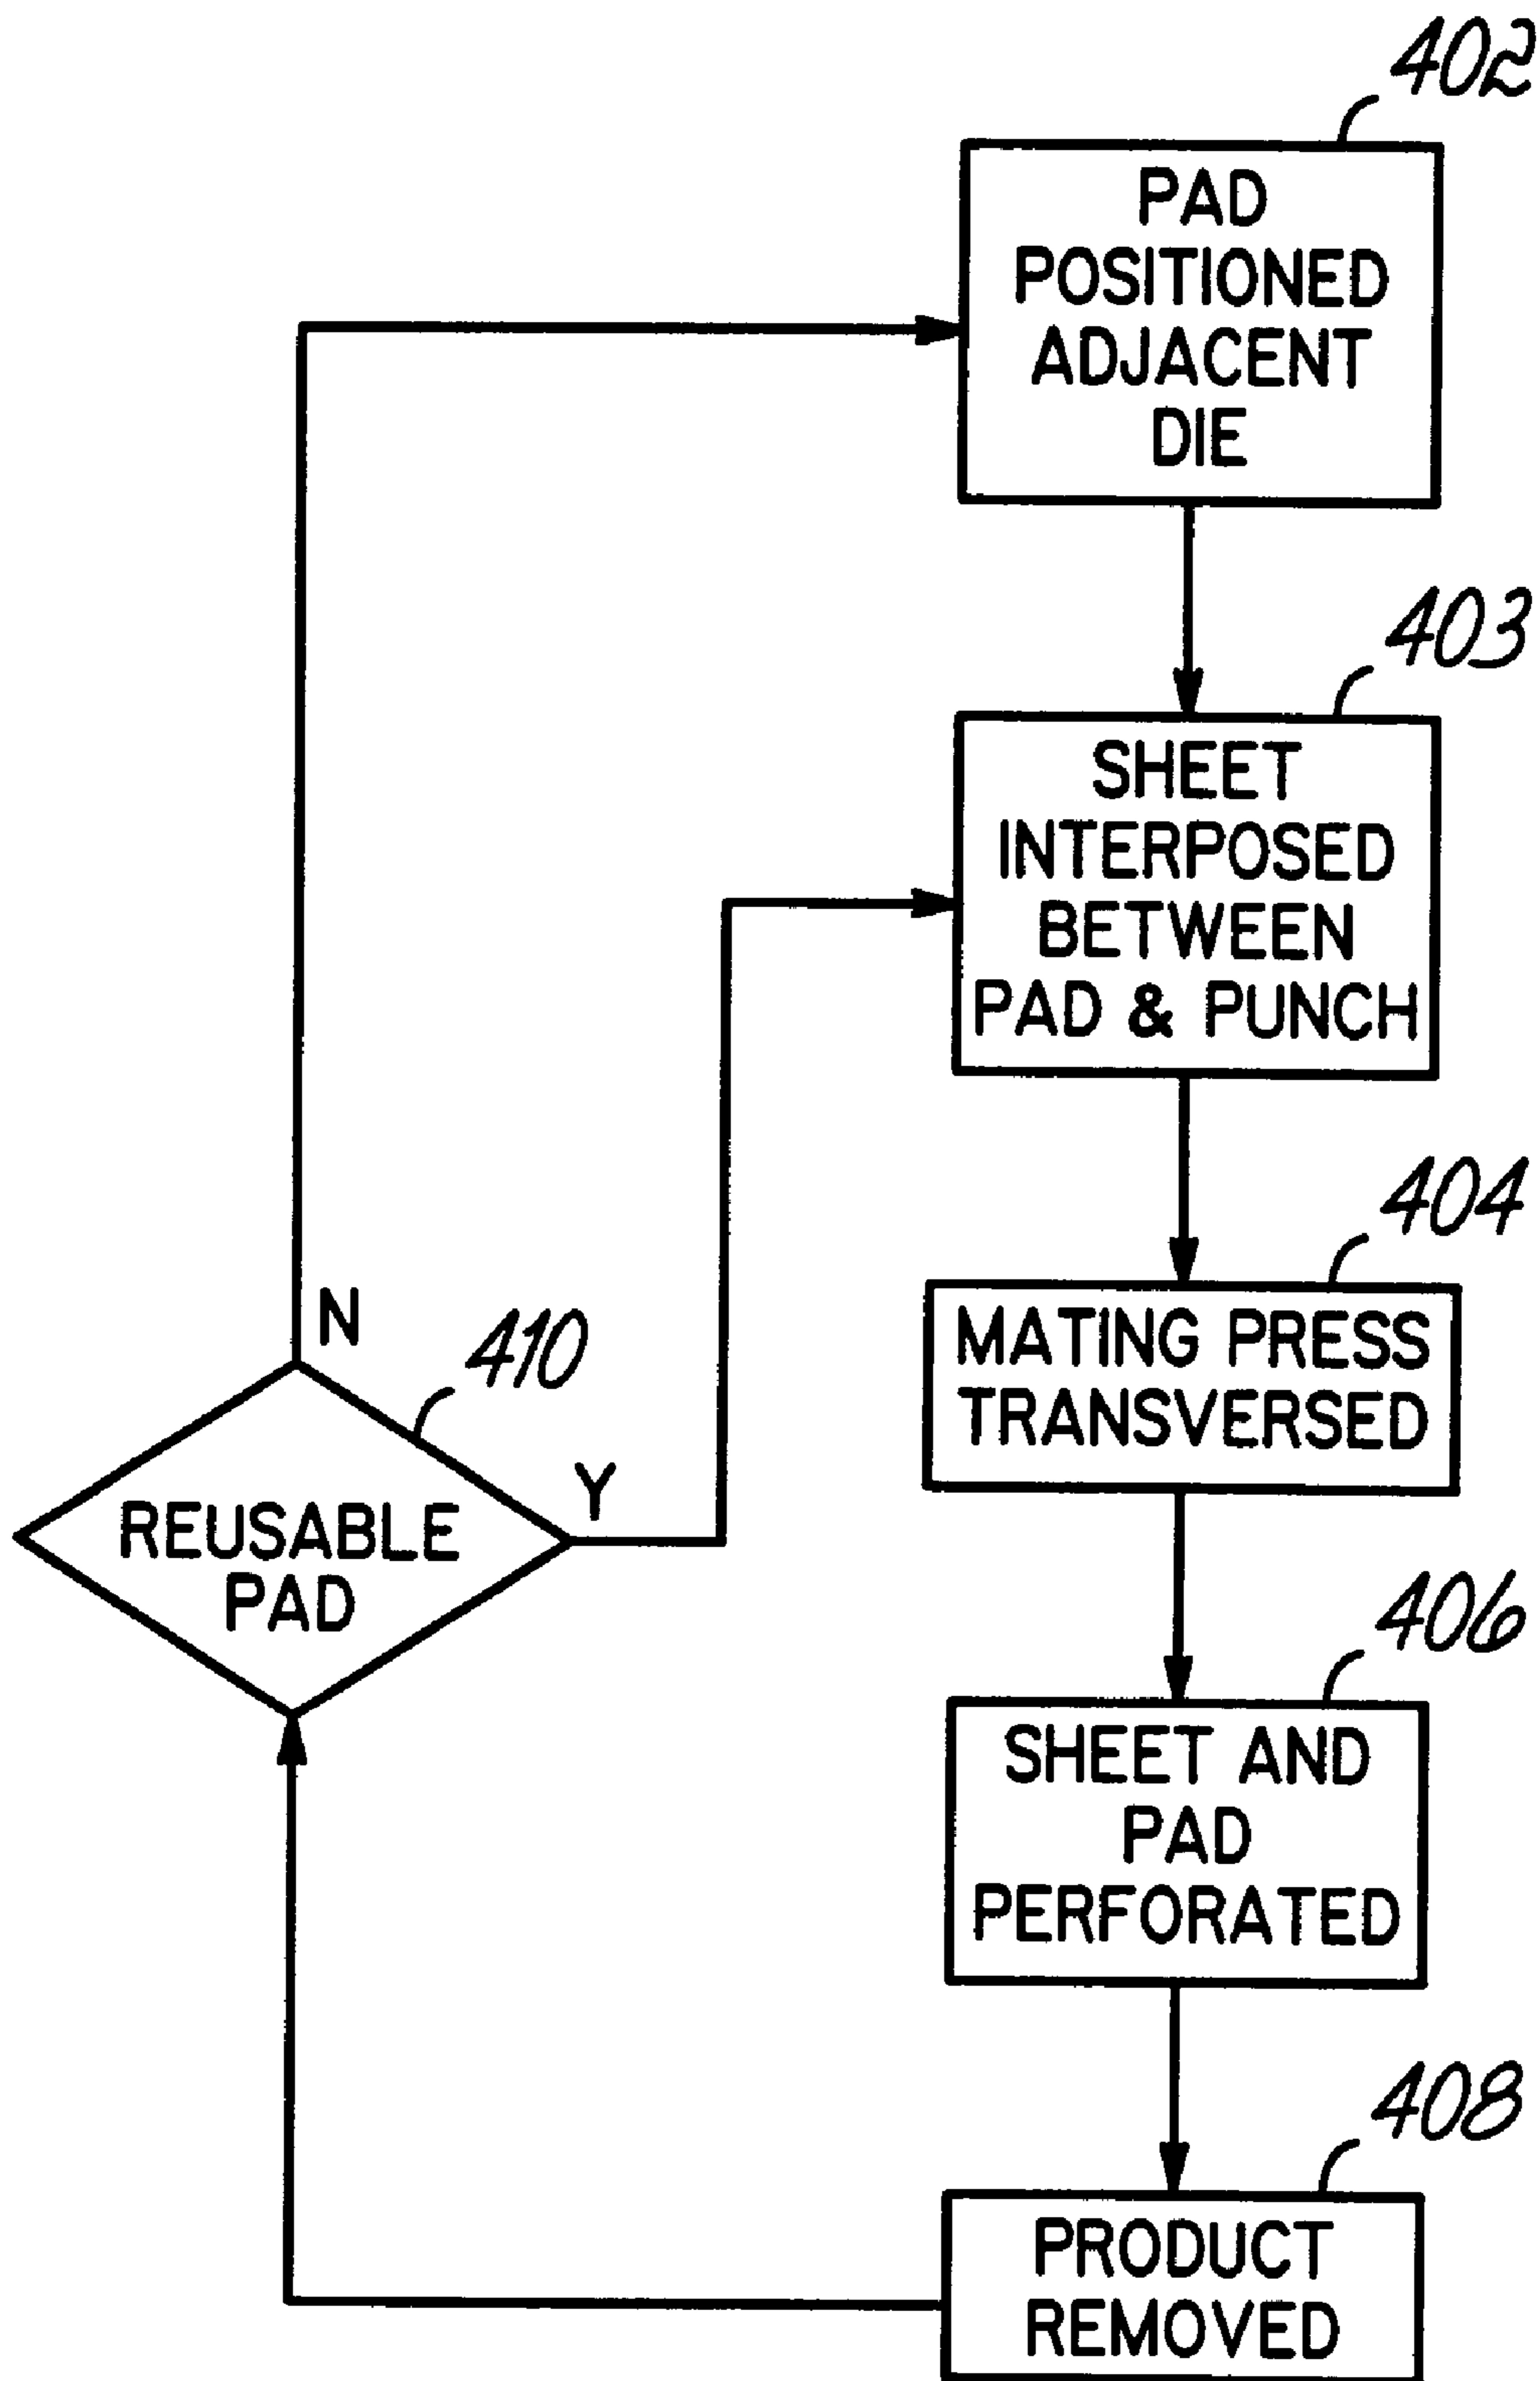 402
PAD
POSITIONED
ADJACENT
DIE
403
SHEET
INTERPOSED
BETWEEN
PAD & PUNCH
404
MATING PRESS
TRANSVERSED
N
410
Y
REUSABLE
PAD
406
SHEET AND
PAD
PERFORATED
408
PRODUCT
REMOVED